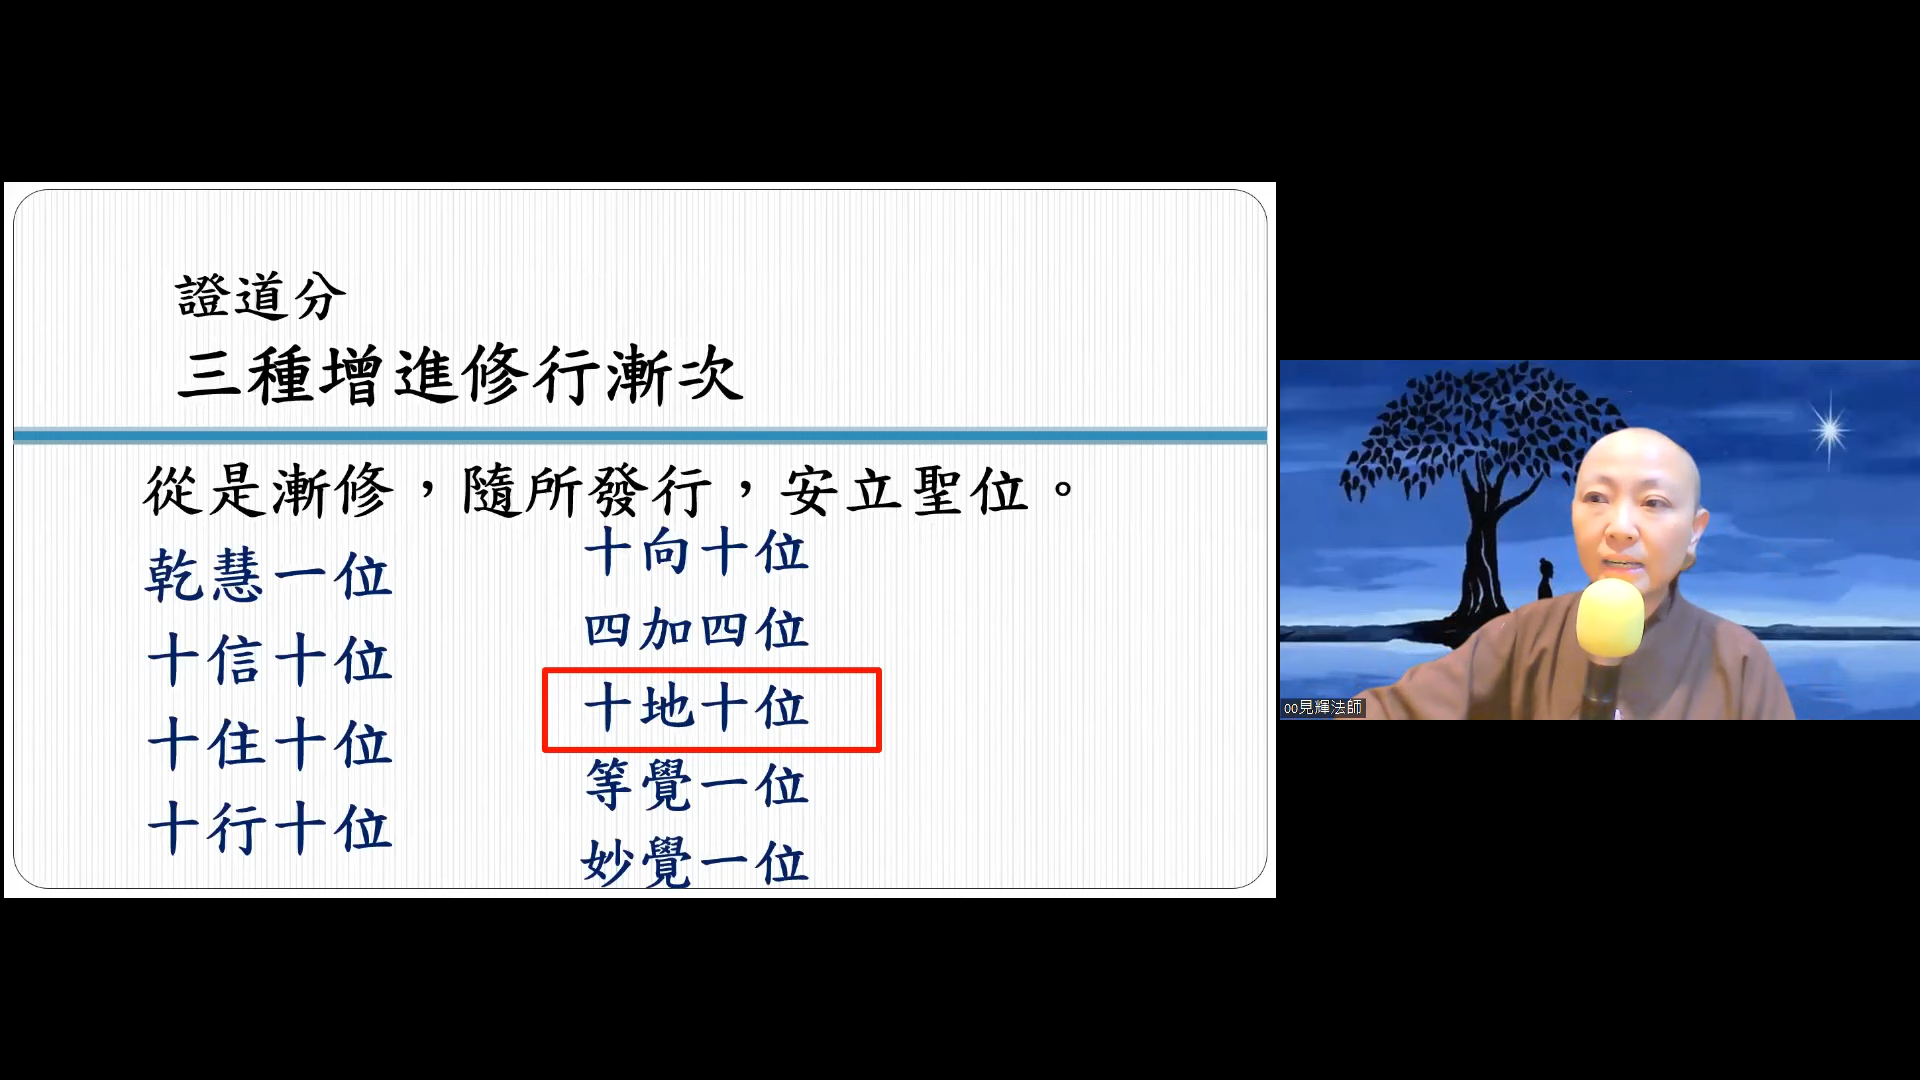 證道分
三種增進修行漸次
從是漸修，隨所發行，安立聖位。
乾慧一位
十信十位
十住十位
十行十位
十向十位
四加四位
十地十位
等覺一位
妙覺一位
oo見輝法師